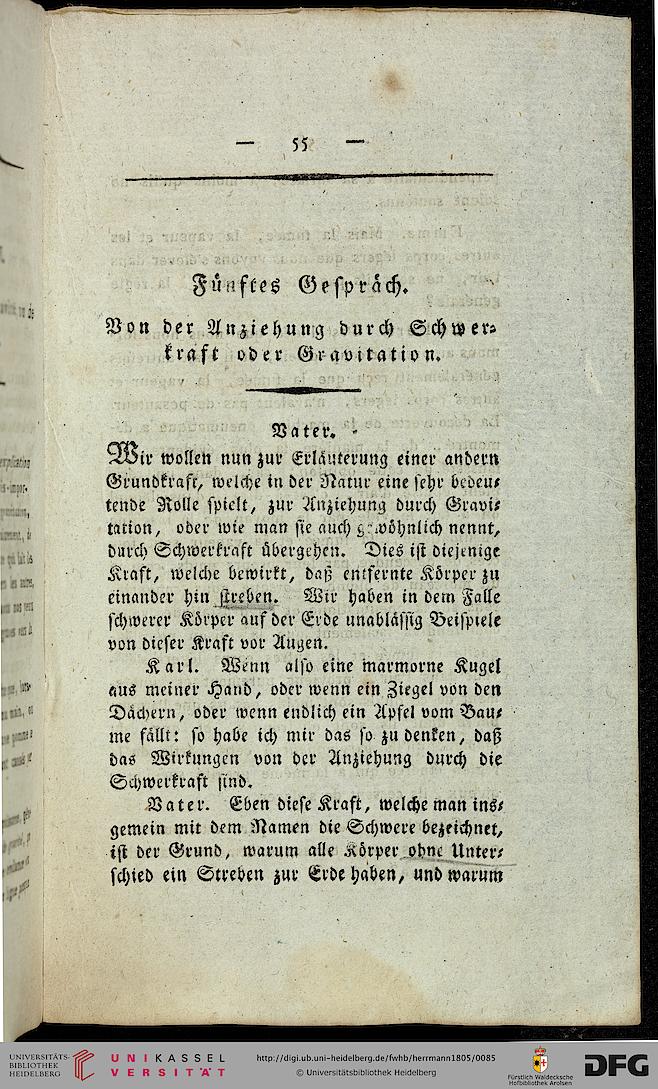 — 55 —
Fünftes Gespräch.
Von der Anziehung durch Schwer-
kraft oder Gravitation.
Vater.
Wir wollen nun zur Erläuterung einer andern
Grundkraft, welche in der Natur eine sehr bedeu-
tende Rolle spielt, zur Anziehung durch Gravi-
tation, oder wie man sie auch gewöhnlich nennt,
durch Schwerkraft übergehen. Dies ist diejenige
Kraft, welche bewirkt, daß entfernte Körper zu
einander hin streben. Wir haben in dem Falle
schwerer Körper auf der Erde unablässig Beispiele
von dieser Kraft vor Augen.
Karl. Wenn also eine marmorne Kugel
aus meiner Hand, oder wenn ein Ziegel von den
Dächern, oder wenn endlich ein Apfel vom Bau-
me fällt: so habe ich mir das so zu denken, daß
das Wirkungen von der Anziehung durch die
Schwerkraft sind.
Vater. Eben diese Kraft, welche man ins-
gemein mit dem Namen die Schwere bezeichnet,
ist der Grund, warum alle Körper ohne Unter-
schied ein Streben zur Erde haben, und warum
UNIVERSITÄTS-
BIBLIOTHEK
HEIDELBERG
UNIKASSEL
VERSITÄT
http://digi.ub.uni-heidelberg.de/fwhb/herrmann1805/0085
© Universitätsbibliothek Heidelberg
Fürstlich Waldecksche
Hofbibliothek Arolsen
DFG